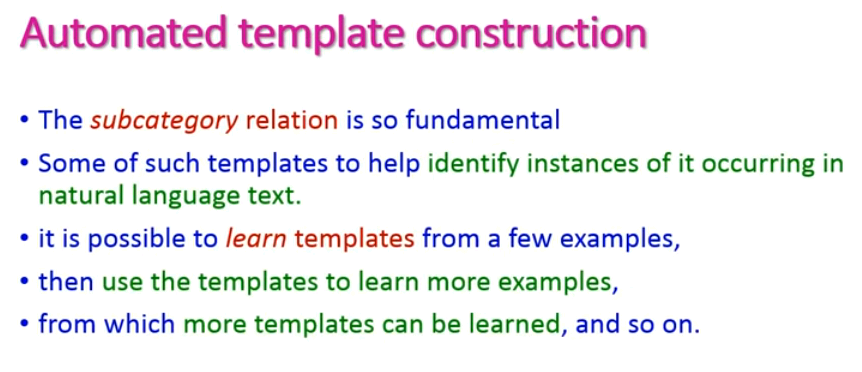 Automated template construction
• The subcategory relation is so fundamental
• Some of such templates to help identify instances of it occurring in
natural language text.
• it is possible to learn templates from a few examples,
• then use the templates to learn more examples,
• from which more templates can be learned, and so on.